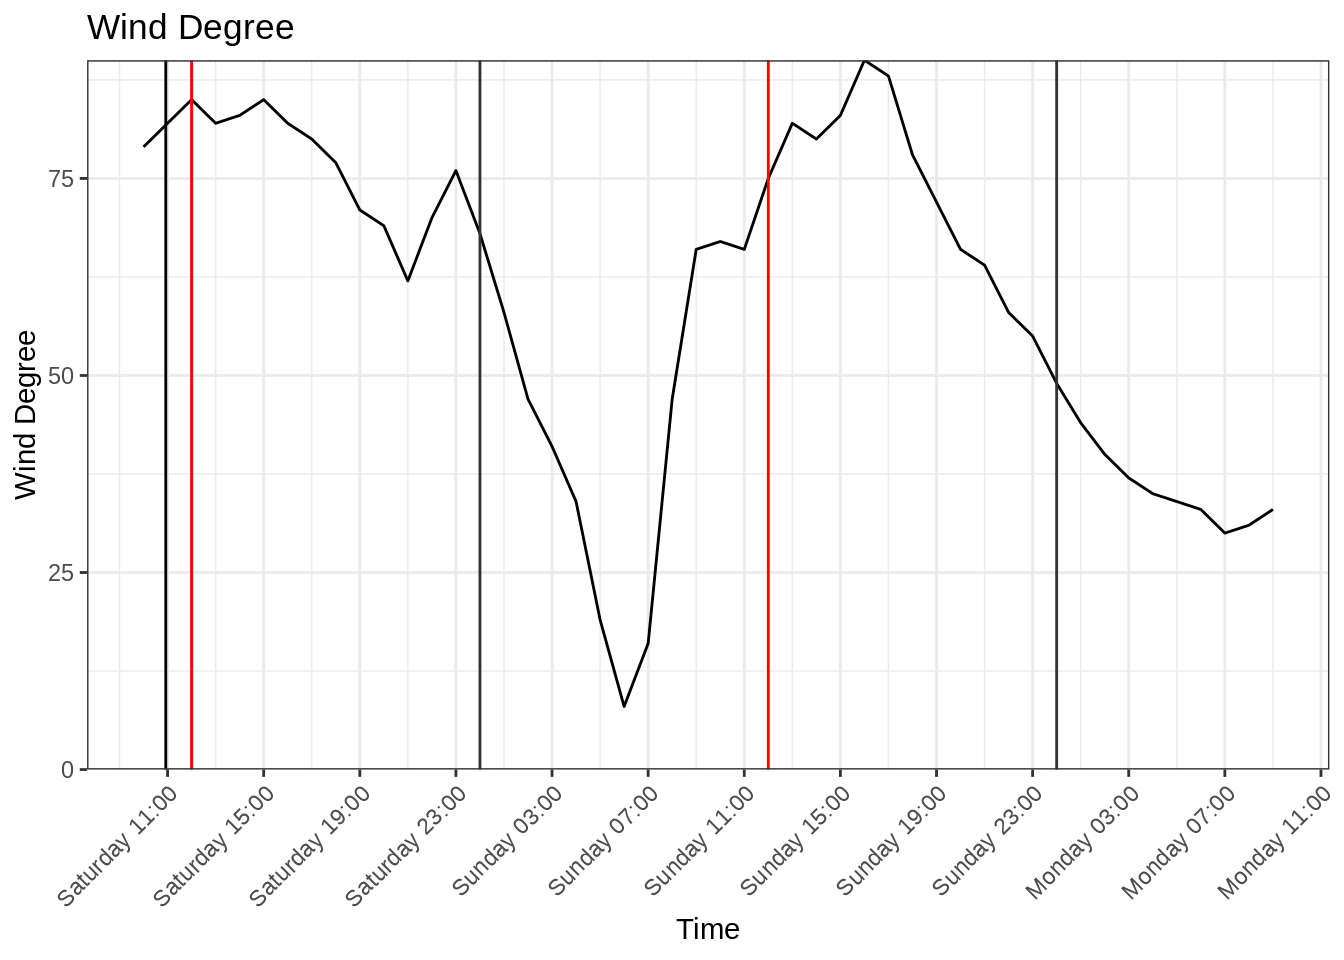 Wind Degree
Wind Degree
75
50
25
0
Saturday 11:00
Saturday 15:00
Saturday 19:00
Saturday 23:00
Sunday 03:00
Sunday 07:00
Sunday 11:00
Sunday 15:00
Sunday 19:00
Sunday 23:00
Monday 03:00
Monday 07:00
Monday 11:00
Time